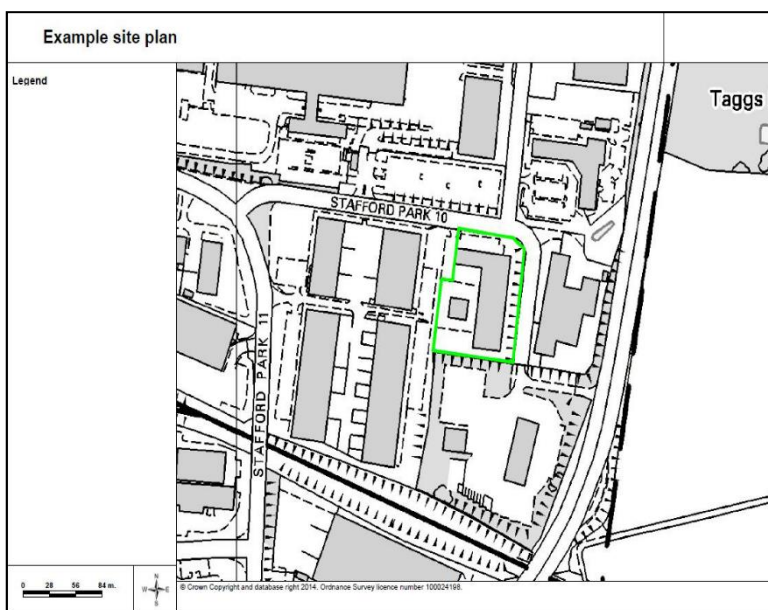 Example site plan
Legend
Taggs
STAFFORD PARK 10
STAFFORD PARK 11
0 28 56 84 m.
N
W E
S
© Crown Copyright and database right 2014. Ordnance Survey licence number 100024198.